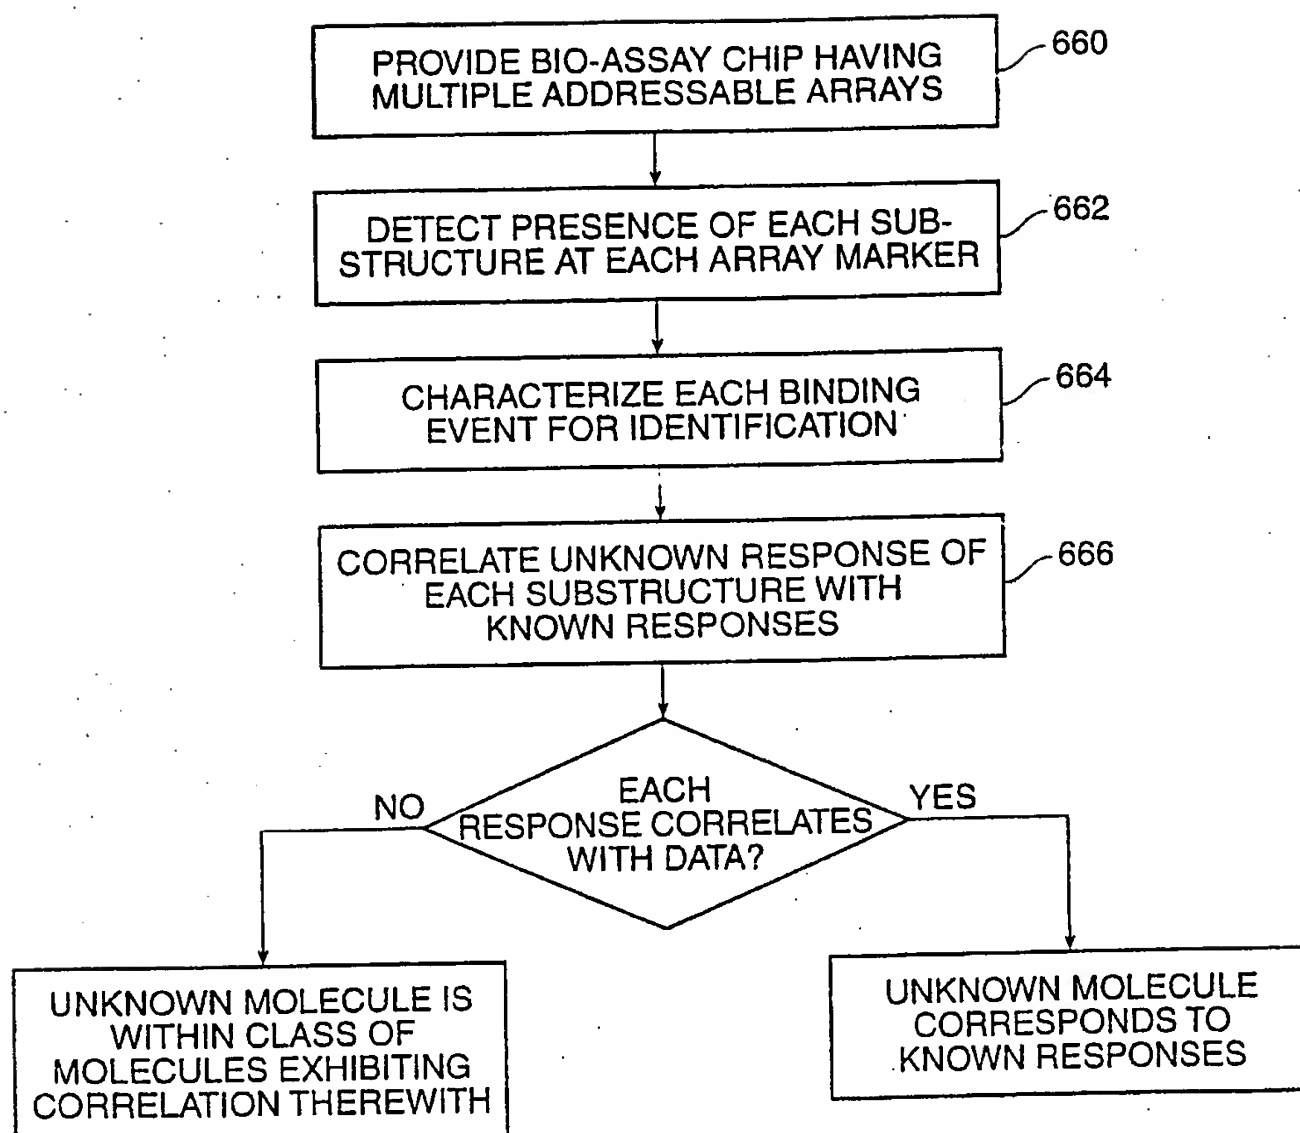 PROVIDE BIO-ASSAY CHIP HAVING
MULTIPLE ADDRESSABLE ARRAYS
660
DETECT PRESENCE OF EACH SUB-
STRUCTURE AT EACH ARRAY MARKER
662
CHARACTERIZE EACH BINDING
EVENT FOR IDENTIFICATION
664
CORRELATE UNKNOWN RESPONSE OF
EACH SUBSTRUCTURE WITH
KNOWN RESPONSES
666
EACH
RESPONSE CORRELATES
WITH DATA?
NO
YES
UNKNOWN MOLECULE IS
WITHIN CLASS OF
MOLECULES EXHIBITING
CORRELATION THEREWITH
UNKNOWN MOLECULE
CORRESPONDS TO
KNOWN RESPONSES